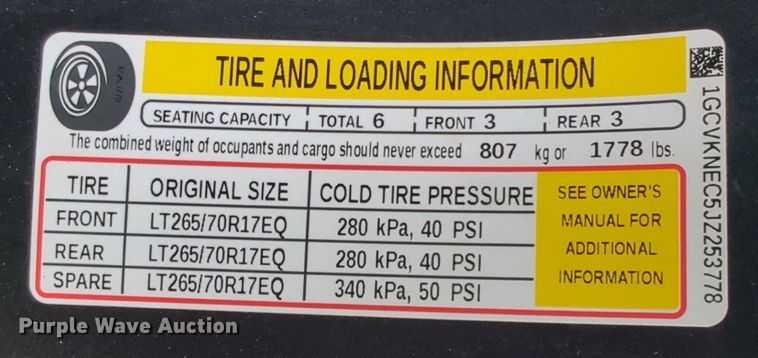 TIRE AND LOADING INFORMATION
SEATING CAPACITY TOTAL 6 FRONT 3 REAR 3
The combined weight of occupants and cargo should never exceed 807 kg or 1778 lbs.
TIRE ORIGINAL SIZE COLD TIRE PRESSURE
FRONT LT265/70R17EQ 280 kPa, 40 PSI
REAR LT265/70R17EQ 280 kPa, 40 PSI
SPARE LT265/70R17EQ 340 kPa, 50 PSI
SEE OWNER'S
MANUAL FOR
ADDITIONAL
INFORMATION
1GCVKNEC5JZ253778
Purple Wave Auction